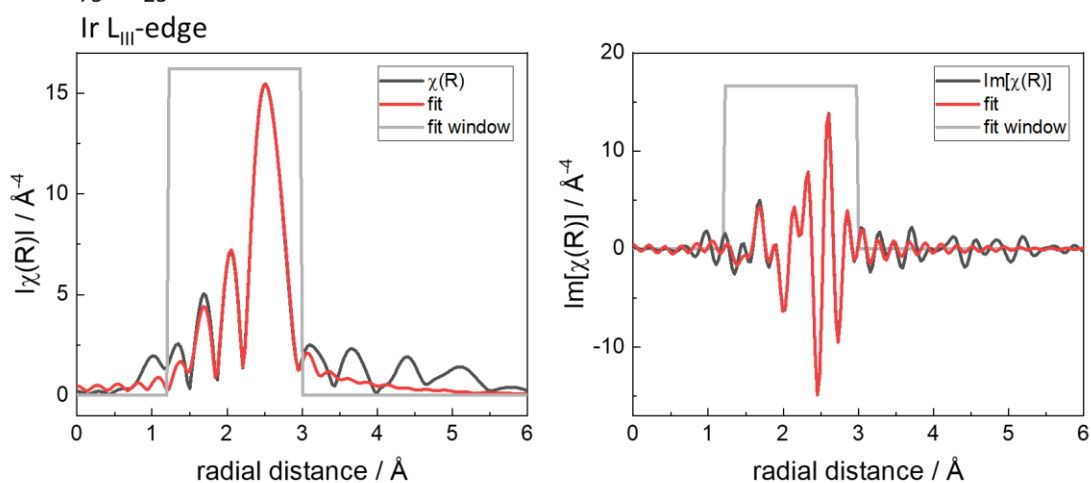 Ir L_III-edge
χ(R)
fit
fit window
15
10
5
0
0 1 2 3 4 5 6
radial distance / Å
Iχ(R)I / Å⁻⁴
Im[χ(R)]
fit
fit window
20
10
0
-10
0 1 2 3 4 5 6
radial distance / Å
Im[χ(R)] / Å⁻⁴